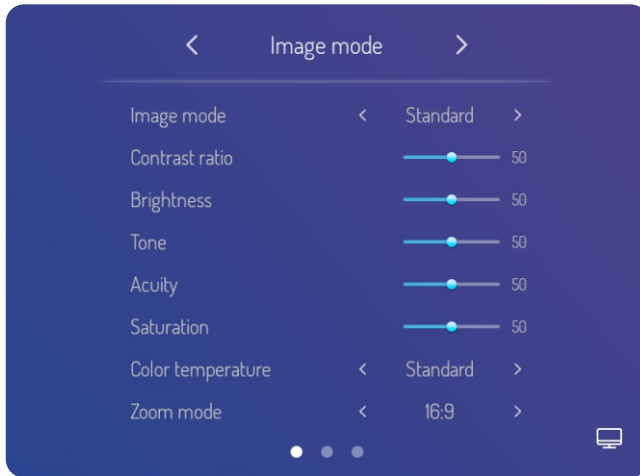 Image mode
Image mode Standard
Contrast ratio 50
Brightness 50
Tone 50
Acuity 50
Saturation 50
Color temperature Standard
Zoom mode 16:9